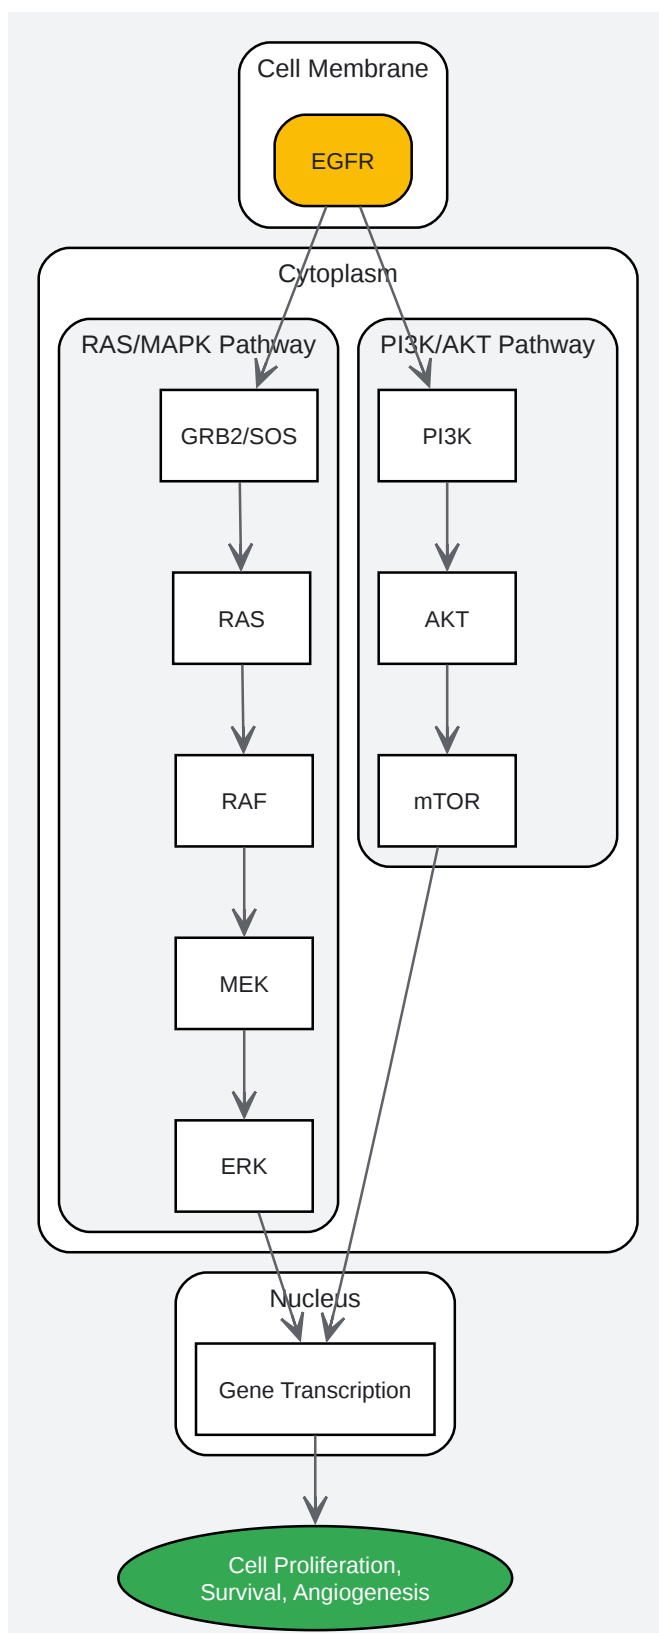 Cell Membrane
EGFR
Cytoplasm
RAS/MAPK Pathway
PI3K/AKT Pathway
GRB2/SOS
PI3K
RAS
AKT
RAF
mTOR
MEK
ERK
Nucleus
Gene Transcription
Cell Proliferation,
Survival, Angiogenesis